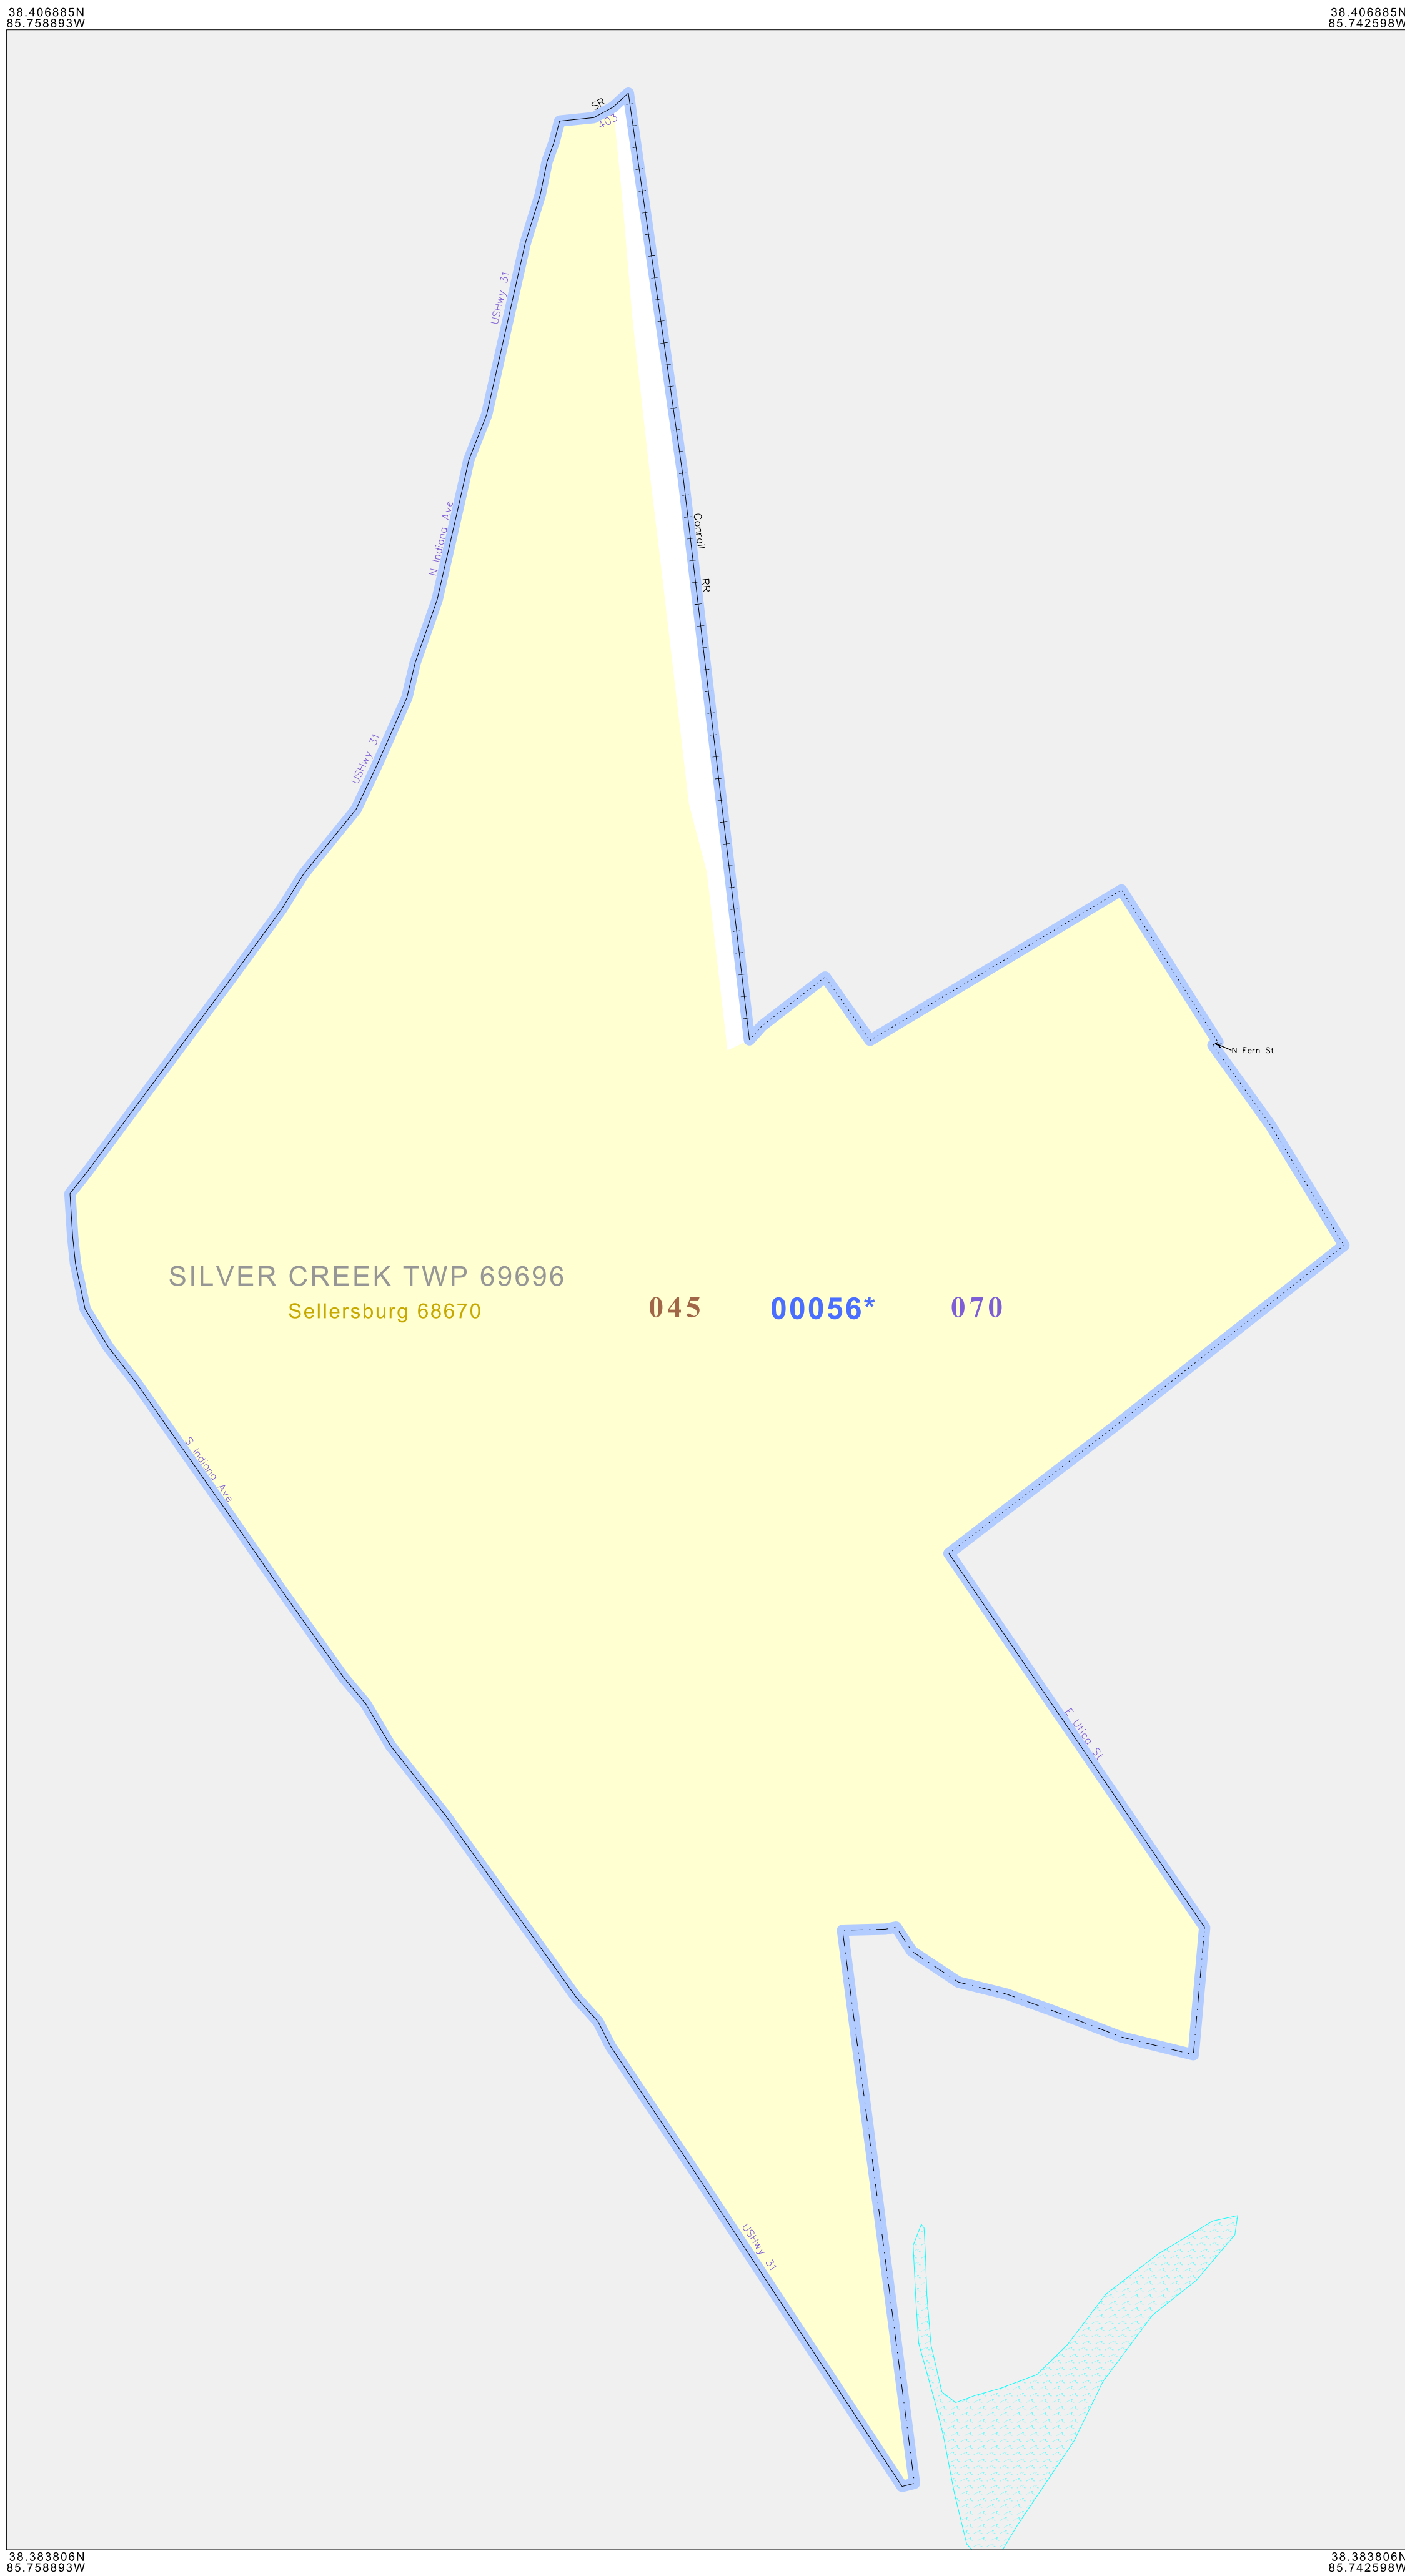 38.406885N
85.758893W
38.406885N
85.742598W
SR
403
USHwy 31
N Indiana Ave
Conrail RR
USHwy 31
N Fern St
SILVER CREEK TWP 69696
Sellersburg 68670
045
00056*
070
S Indiana Ave
E Utica St
USHwy 31
38.383806N
85.758893W
38.383806N
85.742598W